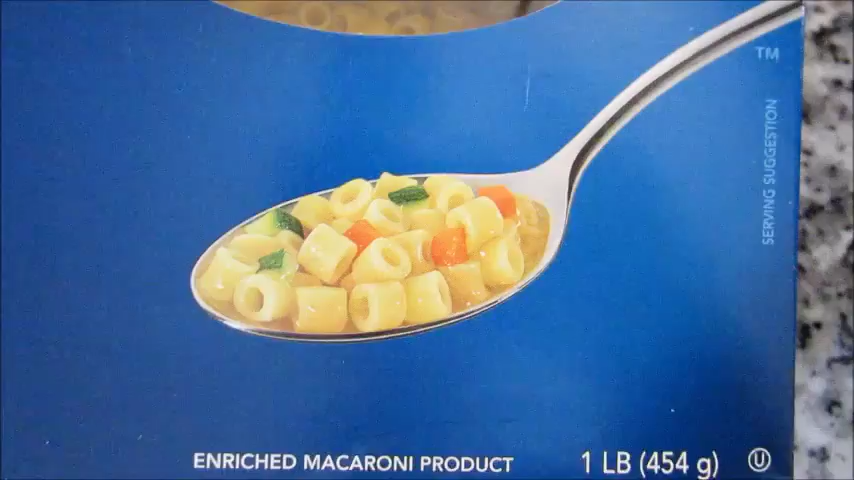 TM
SERVING SUGGESTION
ENRICHED MACARONI PRODUCT
1 LB (454 g) U